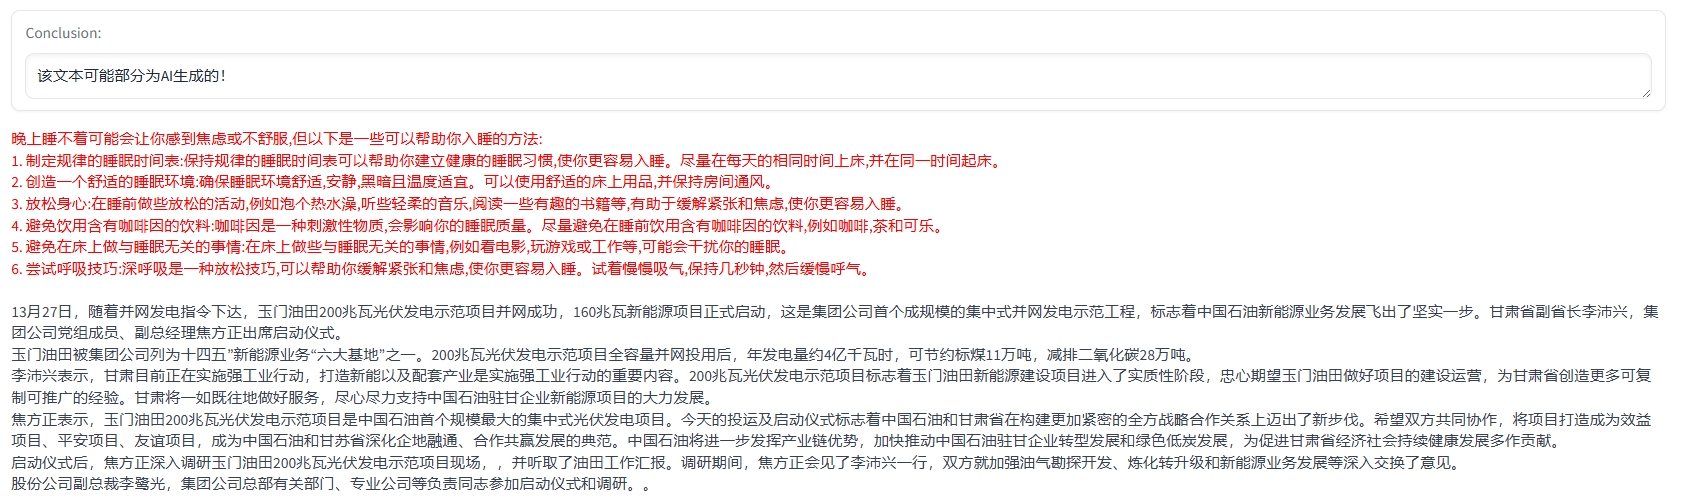 Conclusion:
该文本可能部分为AI生成的!
晚上睡不着可能会让你感到焦虑或不舒服,但以下是一些可以帮助你入睡的方法:
1. 制定规律的睡眠时间表:保持规律的睡眠时间表可以帮助你建立健康的睡眠习惯,使你更容易入睡。尽量在每天的相同时间上床,并在同一时间起床。
2. 创造一个舒适的睡眠环境:确保睡眠环境舒适,安静,黑暗且温度适宜。可以使用舒适的床上用品,并保持房间通风。
3. 放松身心:在睡前做些放松的活动,例如泡个热水澡,听些轻柔的音乐,阅读一些有趣的书籍等,有助于缓解紧张和焦虑,使你更容易入睡。
4. 避免饮用含有咖啡因的饮料:咖啡因是一种刺激性物质,会影响你的睡眠质量。尽量避免在睡前饮用含有咖啡因的饮料,例如咖啡,茶和可乐。
5. 避免在床上做与睡眠无关的事情:在床上做些与睡眠无关的事情,例如看电影,玩游戏或工作等,可能会干扰你的睡眠。
6. 尝试呼吸技巧:深呼吸是一种放松技巧,可以帮助你缓解紧张和焦虑,使你更容易入睡。试着慢慢吸气,保持几秒钟,然后缓慢呼气。
13月27日，随着并网发电指令下达，玉门油田200兆瓦光伏发电示范项目并网成功，160兆瓦新能源项目正式启动，这是集团公司首个成规模的集中式并网发电示范工程，标志着中国石油新能源业务发展飞出了坚实一步。甘肃省副省长李沛兴，集
团公司党组成员、副总经理焦方正出席启动仪式。
玉门油田被集团公司列为十四五”新能源业务“六大基地”之一。200兆瓦光伏发电示范项目全容量并网投用后，年发电量约4亿千瓦时，可节约标煤11万吨，减排二氧化碳28万吨。
李沛兴表示，甘肃目前正在实施强工业行动，打造新能以及配套产业是实施强工业行动的重要内容。200兆瓦光伏发电示范项目标志着玉门油田新能源建设项目进入了实质性阶段，忠心期望玉门油田做好项目的建设运营，为甘肃省创造更多可复
制可推广的经验。甘肃将一如既往地做好服务，尽心尽力支持中国石油驻甘企业新能源项目的大力发展。
焦方正表示，玉门油田200兆瓦光伏发电示范项目是中国石油首个规模最大的集中式光伏发电项目。今天的投运及启动仪式标志着中国石油和甘肃省在构建更加紧密的全方战略合作关系上迈出了新步伐。希望双方共同协作，将项目打造成为效益
项目、平安项目、友谊项目，成为中国石油和甘苏省深化企地融通、合作共赢发展的典范。中国石油将进一步发挥产业链优势，加快推动中国石油驻甘企业转型发展和绿色低炭发展，为促进甘肃省经济社会持续健康发展多作贡献。
启动仪式后，焦方正深入调研玉门油田200兆瓦光伏发电示范项目现场，，并听取了油田工作汇报。调研期间，焦方正会见了李沛兴一行，双方就加强油气勘探开发、炼化转升级和新能源业务发展等深入交换了意见。
股份公司副总裁李鹭光，集团公司总部有关部门、专业公司等负责同志参加启动仪式和调研。。